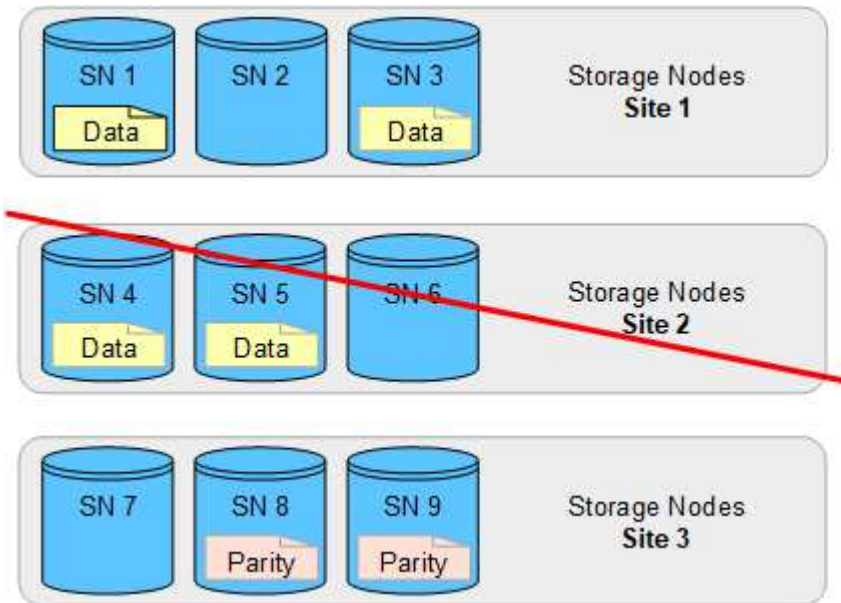 SN 1
SN 2
SN 3
Storage Nodes
Site 1
Data
Data
SN 4
SN 5
SN 6
Storage Nodes
Site 2
Data
Data
SN 7
SN 8
SN 9
Storage Nodes
Site 3
Parity
Parity